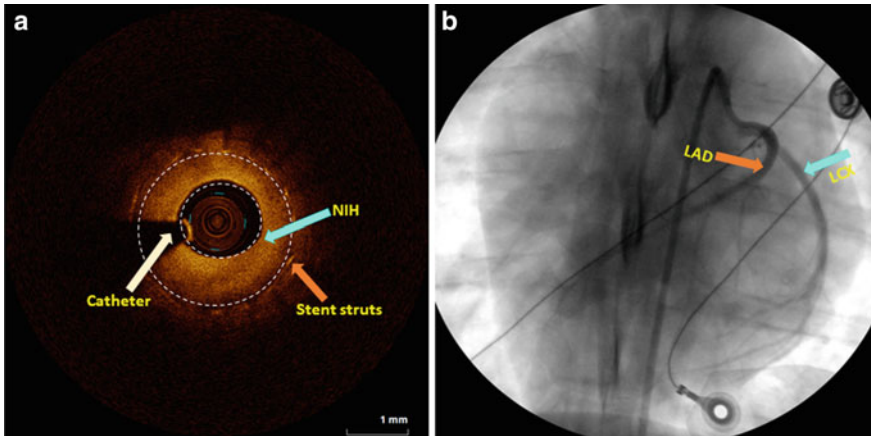 a
NIH
Catheter
Stent struts
1 mm
b
LAD
LCX